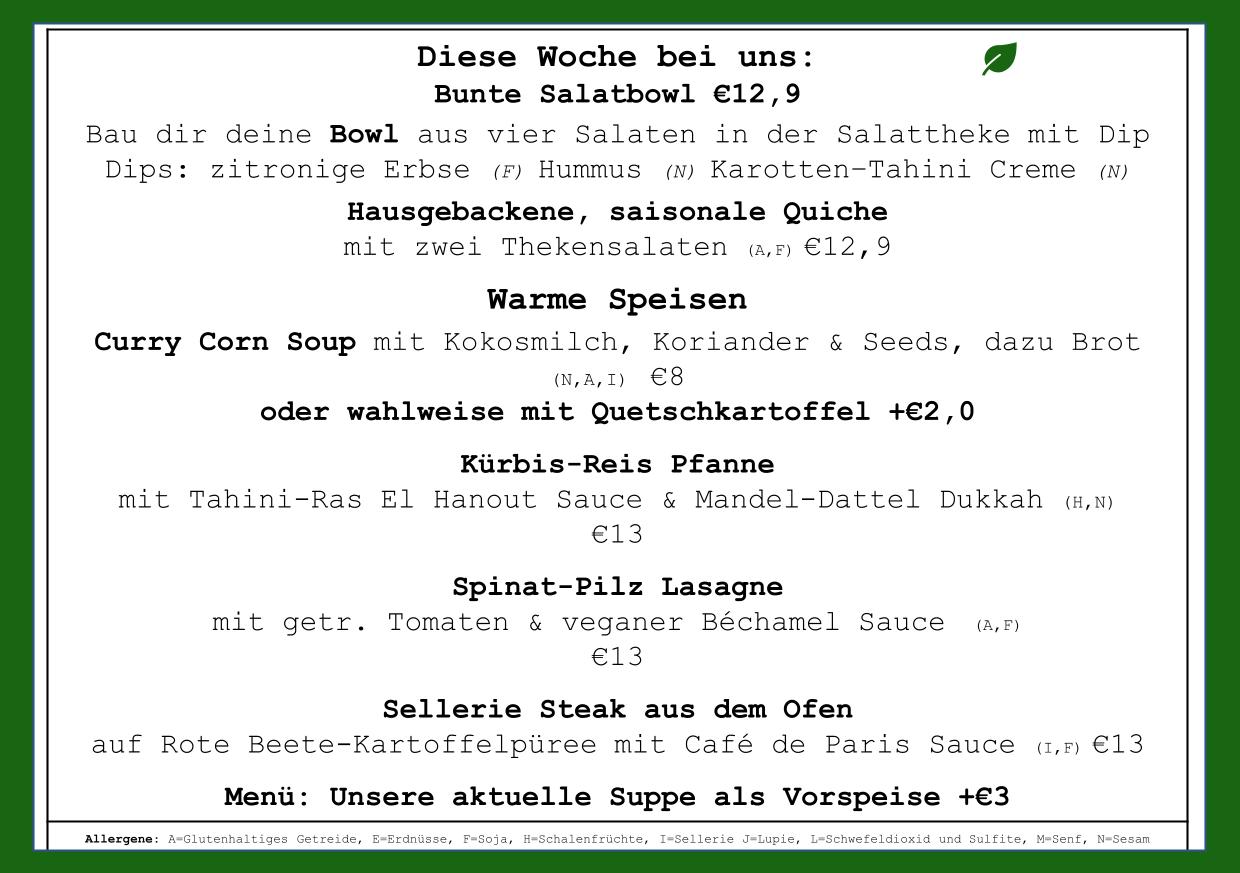 Diese Woche bei uns:
Bunte Salatbowl €12,9
Bau dir deine Bowl aus vier Salaten in der Salattheke mit Dip
Dips: zitronige Erbse (F) Hummus (N) Karotten-Tahini Creme (N)
Hausgebackene, saisonale Quiche
mit zwei Thekensalaten (A,F) €12,9
Warme Speisen
Curry Corn Soup mit Kokosmilch, Koriander & Seeds, dazu Brot
(N,A,I) €8
oder wahlweise mit Quetschkartoffel +€2,0
Kürbis-Reis Pfanne
mit Tahini-Ras El Hanout Sauce & Mandel-Dattel Dukkah (H,N)
€13
Spinat-Pilz Lasagne
mit getr. Tomaten & veganer Béchamel Sauce (A,F)
€13
Sellerie Steak aus dem Ofen
auf Rote Beete-Kartoffelpüree mit Café de Paris Sauce (I,F) €13
Menü: Unsere aktuelle Suppe als Vorspeise +€3
Allergene: A=Glutenhaltiges Getreide, E=Erdnüsse, F=Soja, H=Schalenfrüchte, I=Sellerie J=Lupie, L=Schwefeldioxid und Sulfite, M=Senf, N=Sesam